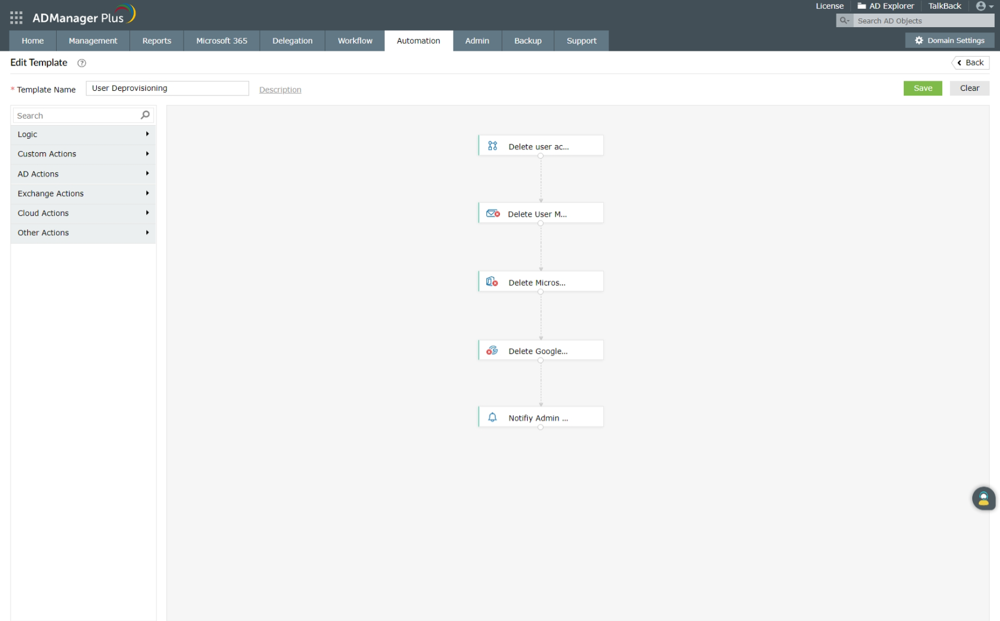 License
AD Explorer
TalkBack
ADManager Plus
Search AD Objects
Home
Management
Reports
Microsoft 365
Delegation
Workflow
Automation
Admin
Backup
Support
Domain Settings
Edit Template
?
Back
* Template Name
User Deprovisioning
Description
Save
Clear
Search
Logic
Custom Actions
AD Actions
Exchange Actions
Cloud Actions
Other Actions
Delete user ac...
Delete User M...
Delete Micros...
Delete Google...
Notifiy Admin ...